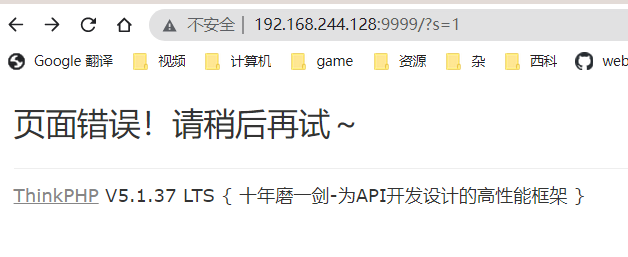 不安全 | 192.168.244.128:9999/?s=1
Google 翻译 视频 计算机 game 资源 杂 西科 web
页面错误！请稍后再试～
ThinkPHP V5.1.37 LTS { 十年磨一剑-为API开发设计的高性能框架 }